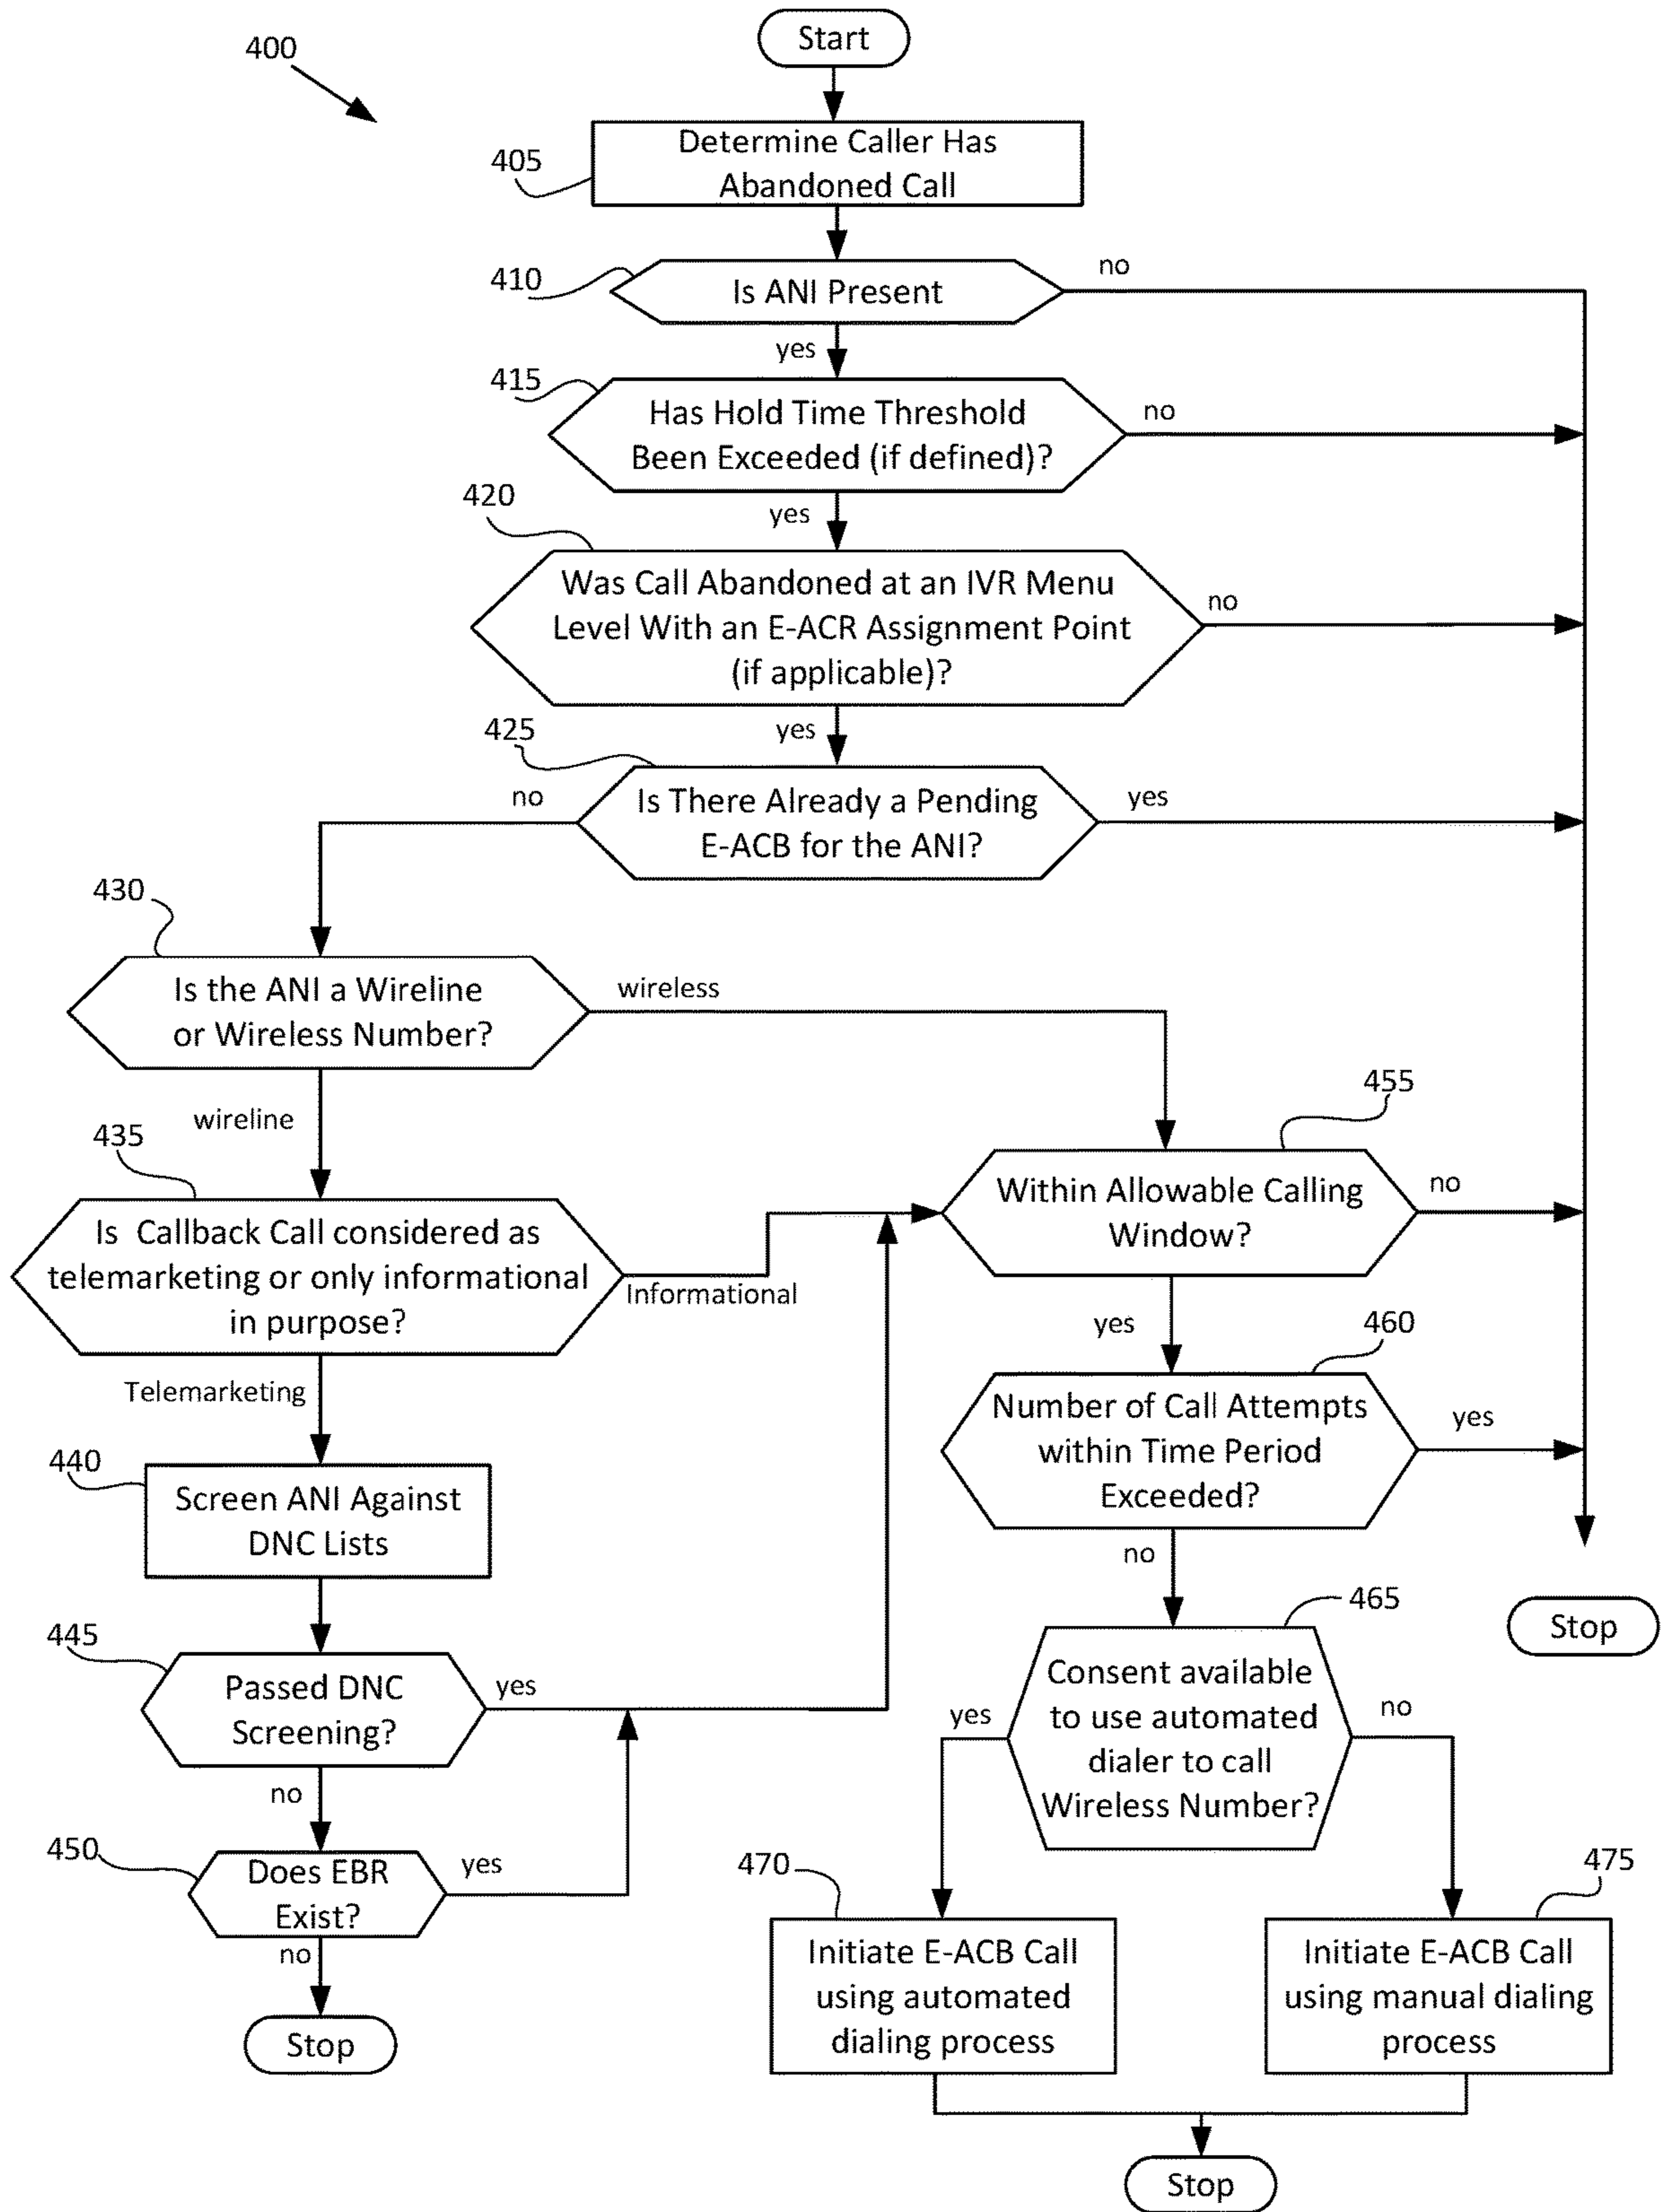 Start
400
Determine Caller Has
Abandoned Call
405
Is ANI Present
410
no
yes
415
Has Hold Time Threshold
Been Exceeded (if defined)?
no
yes
420
Was Call Abandoned at an IVR Menu
Level With an E-ACR Assignment Point
(if applicable)?
no
yes
425
Is There Already a Pending
E-ACB for the ANI?
no
yes
430
Is the ANI a Wireline
or Wireless Number?
wireless
wireline
435
Is Callback Call considered as
telemarketing or only informational
in purpose?
Informational
Telemarketing
455
Within Allowable Calling
Window?
no
yes
460
Number of Call Attempts
within Time Period
Exceeded?
yes
no
440
Screen ANI Against
DNC Lists
445
Passed DNC
Screening?
yes
no
450
Does EBR
Exist?
yes
no
Stop
465
Consent available
to use automated
dialer to call
Wireless Number?
yes
no
Stop
470
Initiate E-ACB Call
using automated
dialing process
475
Initiate E-ACB Call
using manual dialing
process
Stop